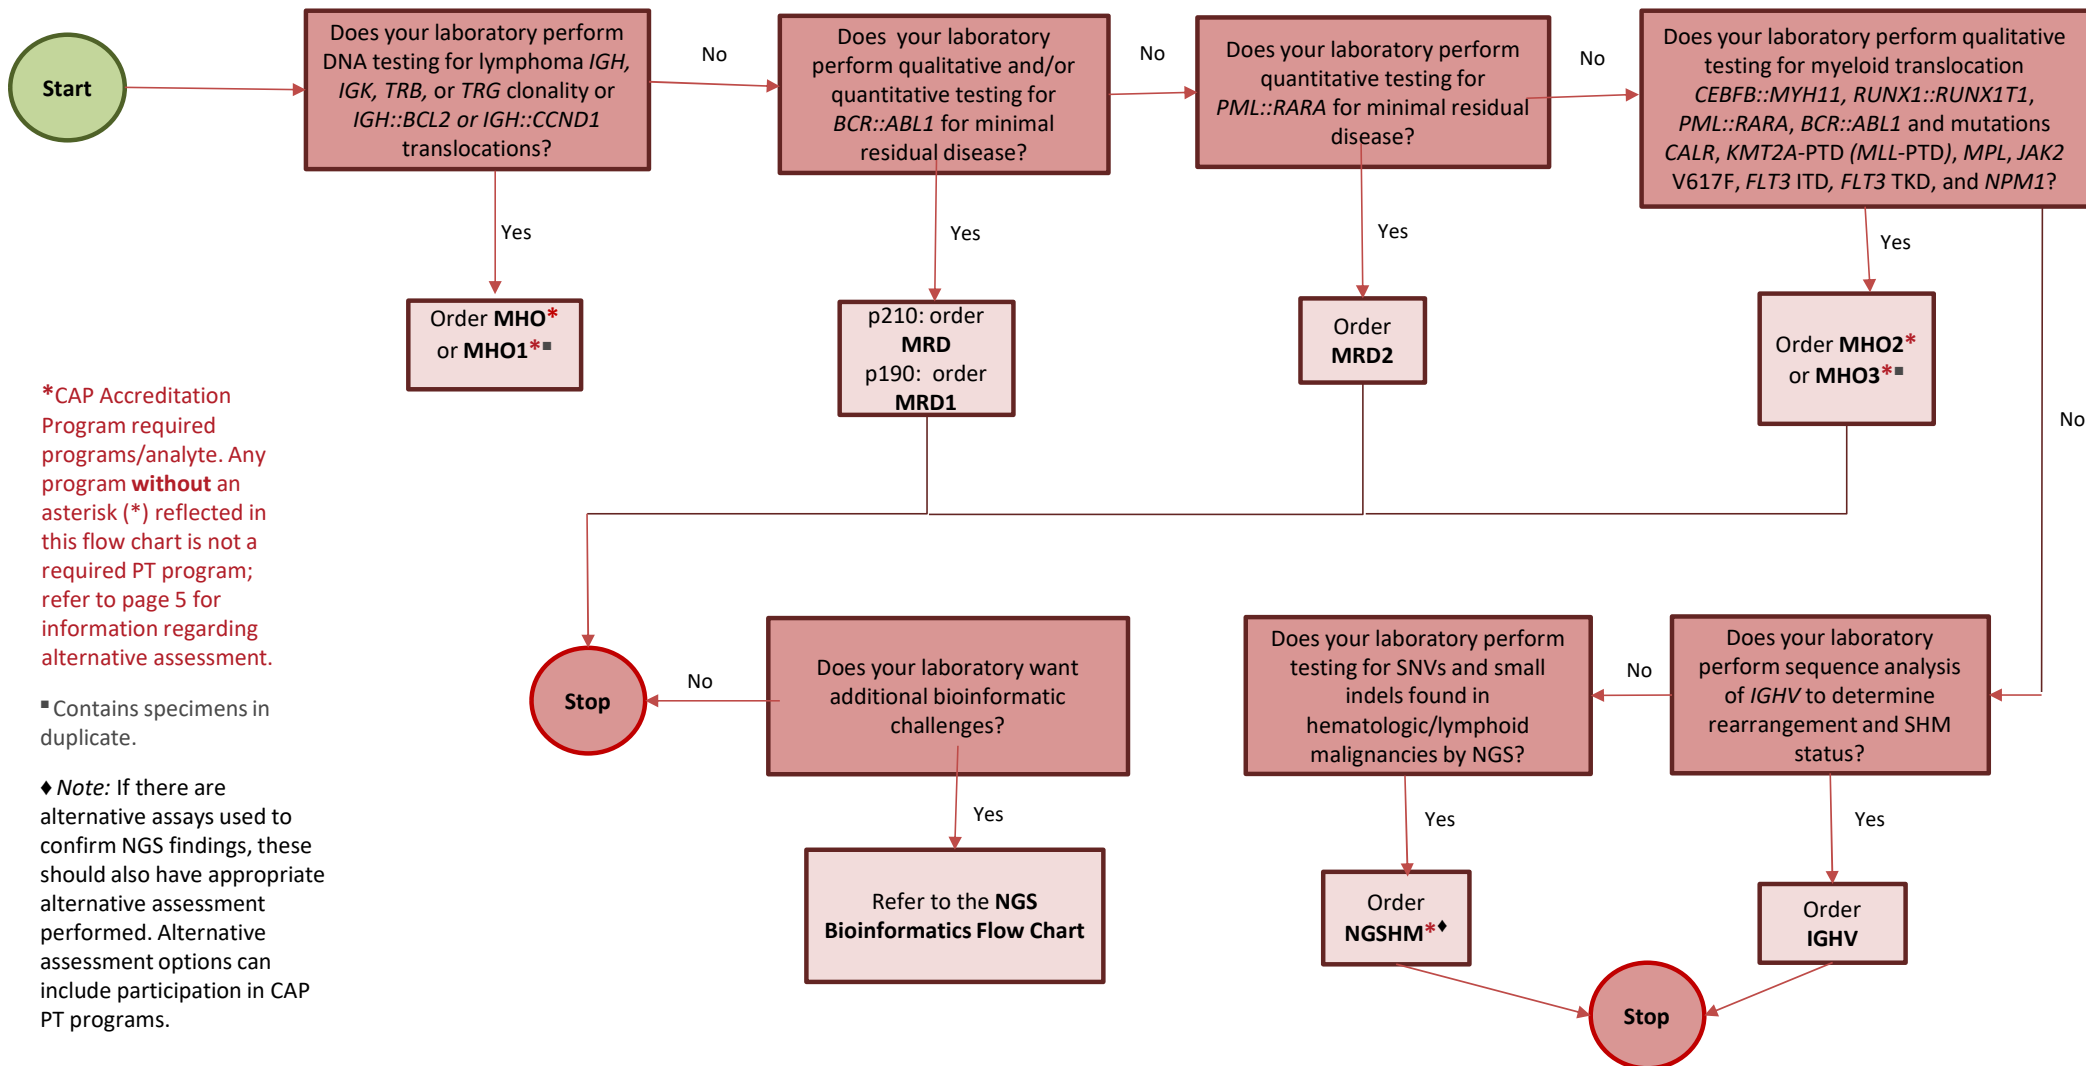 Start
Does your laboratory perform
DNA testing for lymphoma IGH,
IGK, TRB, or TRG clonality or
IGH::BCL2 or IGH::CCND1
translocations?
No
Does your laboratory
perform qualitative and/or
quantitative testing for
BCR::ABL1 for minimal
residual disease?
No
Does your laboratory perform
quantitative testing for
PML::RARA for minimal residual
disease?
No
Does your laboratory perform qualitative
testing for myeloid translocation
CEBFB::MYH11, RUNX1::RUNX1T1,
PML::RARA, BCR::ABL1 and mutations
CALR, KMT2A-PTD (MLL-PTD), MPL, JAK2
V617F, FLT3 ITD, FLT3 TKD, and NPM1?
Yes
Yes
Yes
Yes
No
Order MHO*
or MHO1*■
p210: order
MRD
p190: order
MRD1
Order
MRD2
Order MHO2*
or MHO3*■
*CAP Accreditation
Program required
programs/analyte. Any
program without an
asterisk (*) reflected in
this flow chart is not a
required PT program;
refer to page 5 for
information regarding
alternative assessment.
■ Contains specimens in
duplicate.
♦ Note: If there are
alternative assays used to
confirm NGS findings, these
should also have appropriate
alternative assessment
performed. Alternative
assessment options can
include participation in CAP
PT programs.
Stop
No
Does your laboratory want
additional bioinformatic
challenges?
Yes
Refer to the NGS
Bioinformatics Flow Chart
Does your laboratory perform
testing for SNVs and small
indels found in
hematologic/lymphoid
malignancies by NGS?
No
Does your laboratory
perform sequence analysis
of IGHV to determine
rearrangement and SHM
status?
Yes
Yes
Order
NGSHM*♦
Order
IGHV
Stop